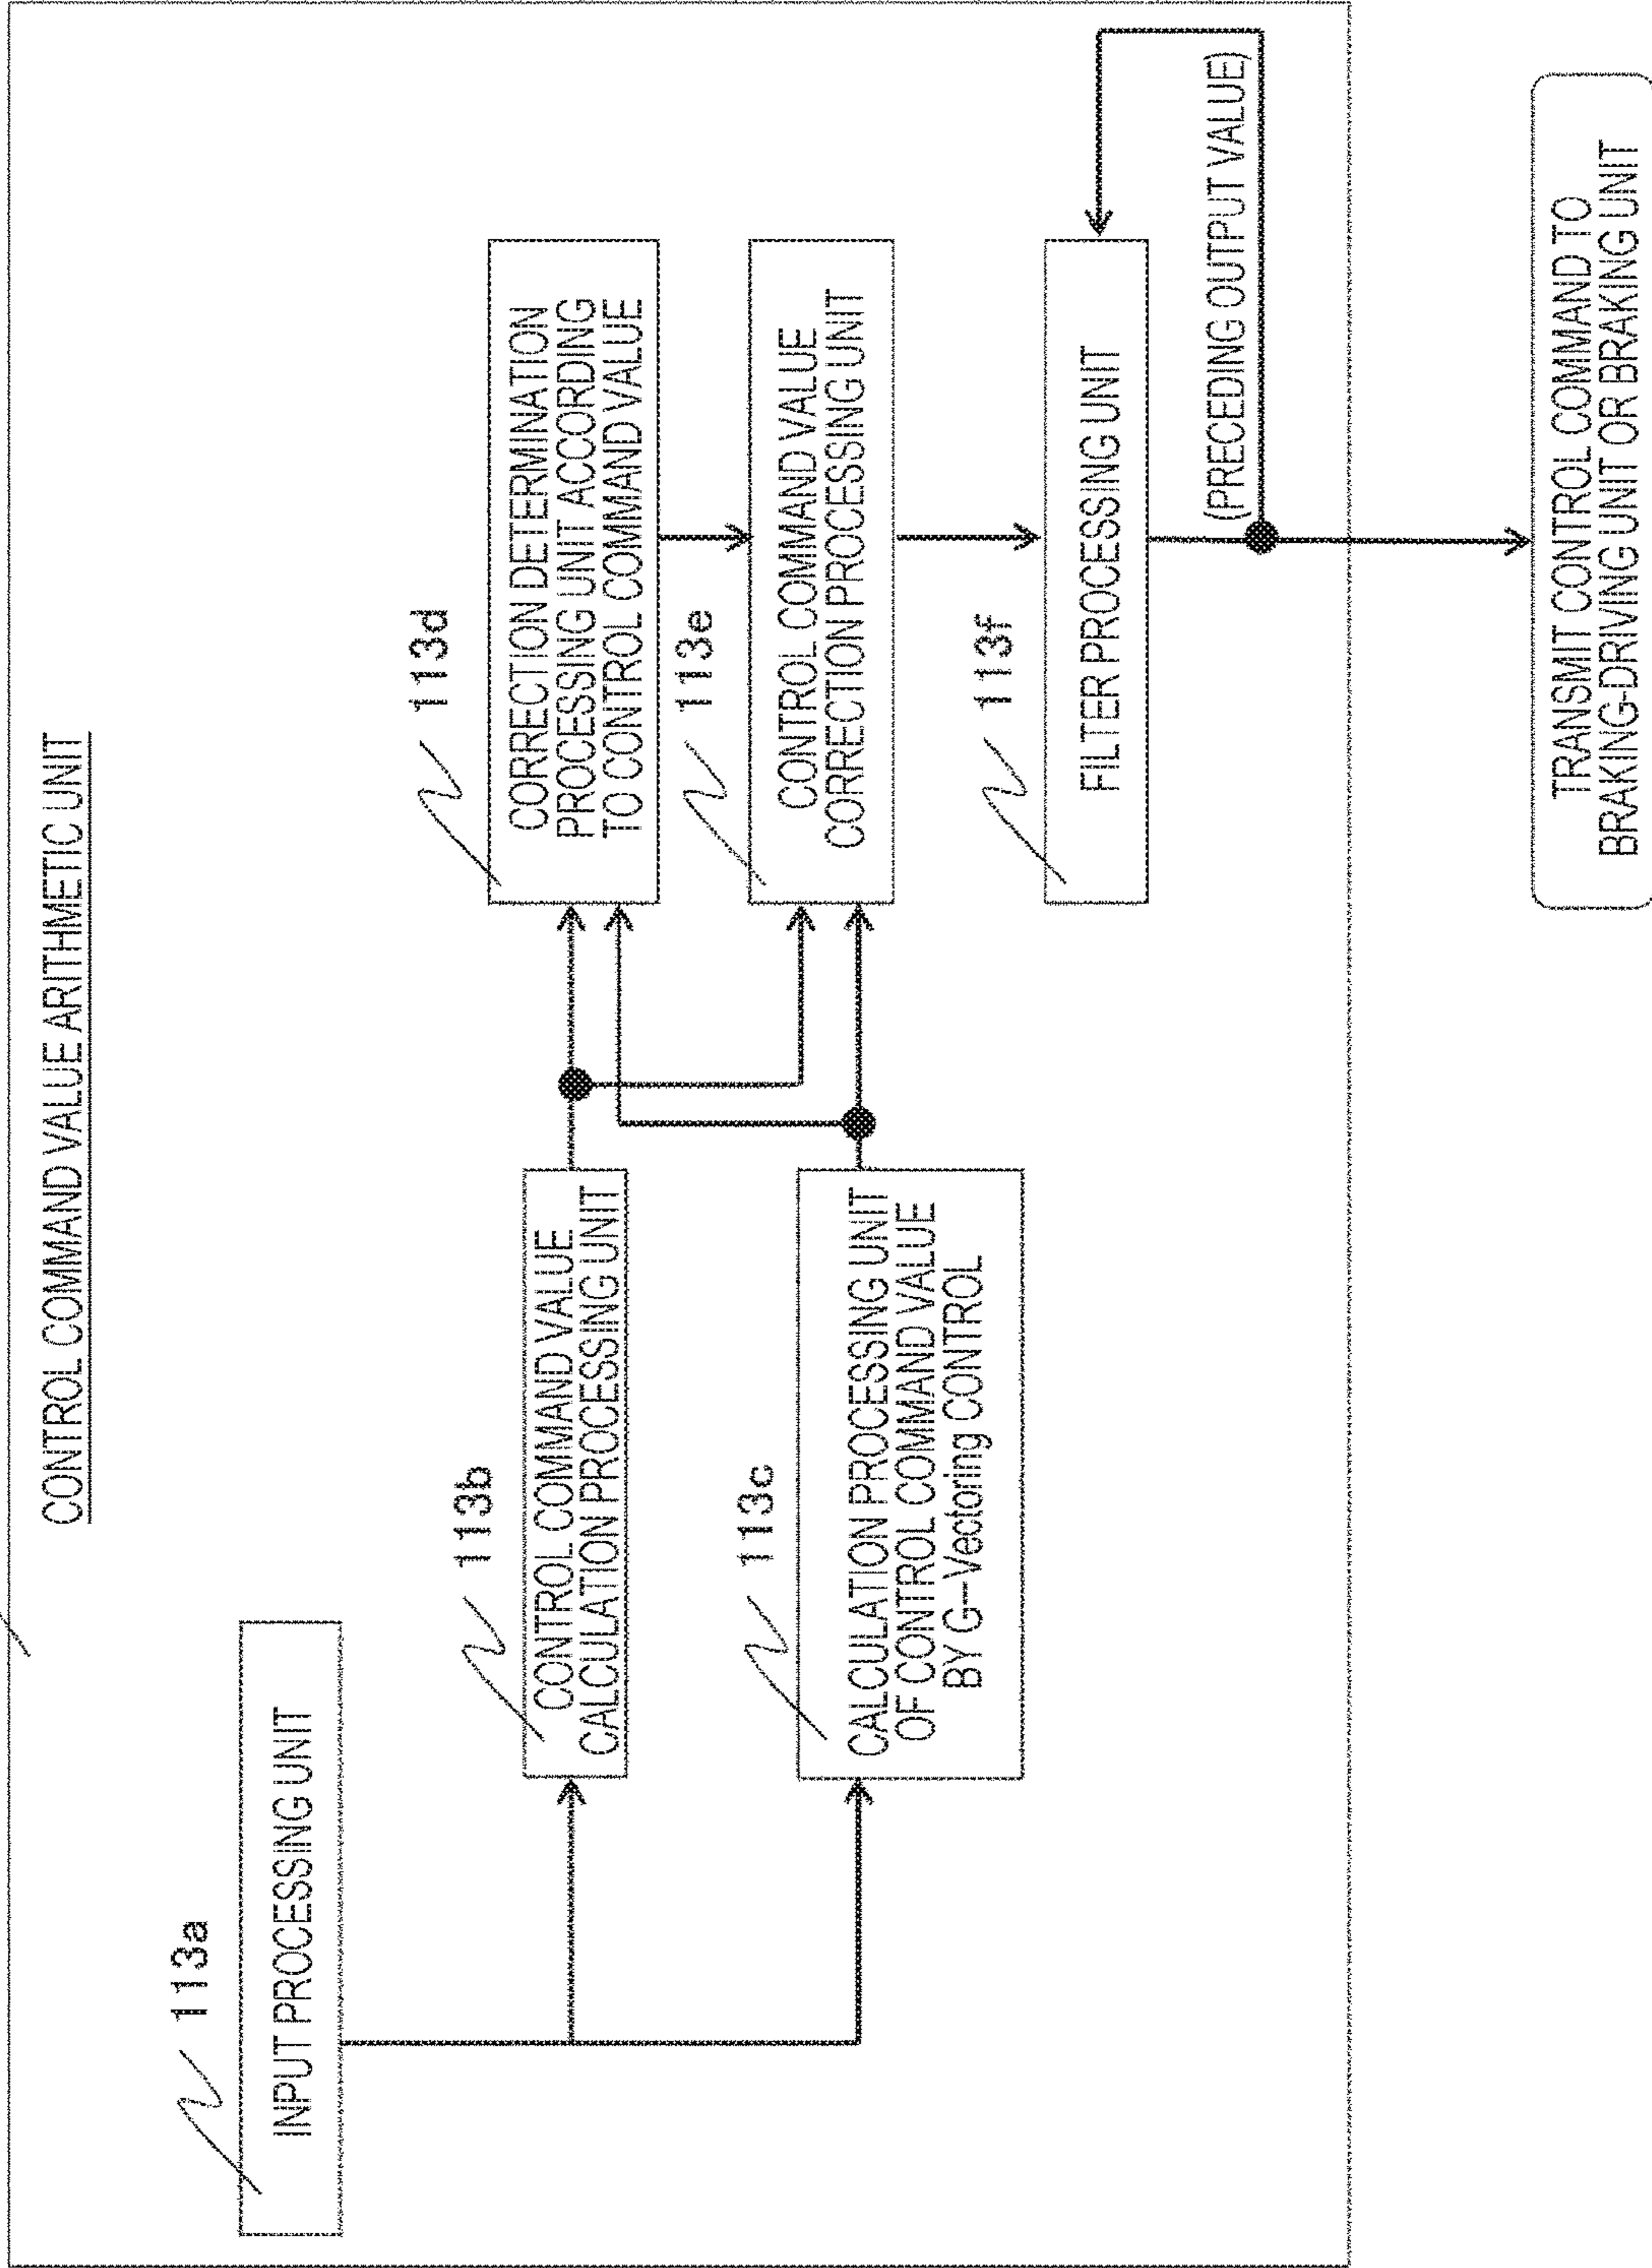 CONTROL COMMAND VALUE ARITHMETIC UNIT
113a
INPUT PROCESSING UNIT
113b
CONTROL COMMAND VALUE
CALCULATION PROCESSING UNIT
113c
CALCULATION PROCESSING UNIT
OF CONTROL COMMAND VALUE
BY G-Vectoring CONTROL
113d
CORRECTION DETERMINATION
PROCESSING UNIT ACCORDING
TO CONTROL COMMAND VALUE
113e
CONTROL COMMAND VALUE
CORRECTION PROCESSING UNIT
113f
FILTER PROCESSING UNIT
(PRECEDING OUTPUT VALUE)
TRANSMIT CONTROL COMMAND TO
BRAKING-DRIVING UNIT OR BRAKING UNIT